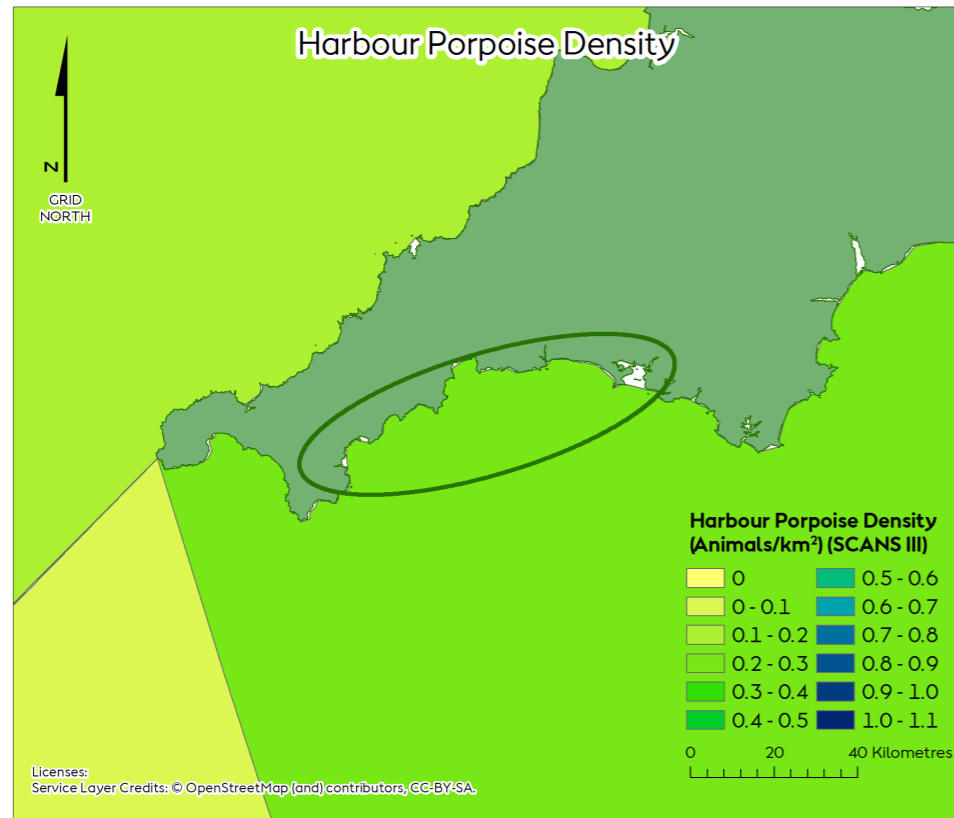 Harbour Porpoise Density
N
GRID
NORTH
Harbour Porpoise Density
(Animals/km²) (SCANS III)
0
0 - 0.1
0.1 - 0.2
0.2 - 0.3
0.3 - 0.4
0.4 - 0.5
0.5 - 0.6
0.6 - 0.7
0.7 - 0.8
0.8 - 0.9
0.9 - 1.0
1.0 - 1.1
0 20 40 Kilometres
Licenses:
Service Layer Credits: © OpenStreetMap (and) contributors, CC-BY-SA.